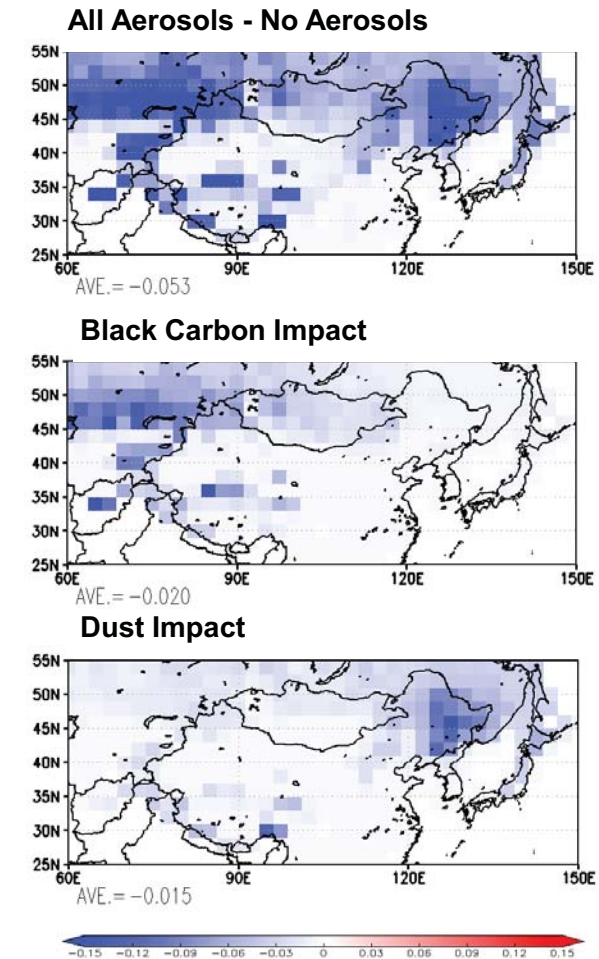 All Aerosols - No Aerosols
55N
50N
45N
40N
35N
30N
25N
60E 90E 120E 150E
AVE.= −0.053
Black Carbon Impact
55N
50N
45N
40N
35N
30N
25N
60E 90E 120E 150E
AVE.= −0.020
Dust Impact
55N
50N
45N
40N
35N
30N
25N
60E 90E 120E 150E
AVE.= −0.015
−0.15 −0.12 −0.09 −0.06 −0.03 0 0.03 0.06 0.09 0.12 0.15